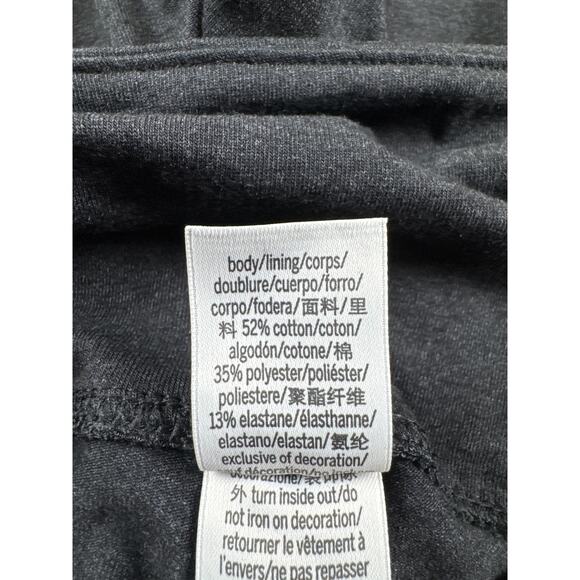 body/lining/corps/
doublure/cuerpo/forro/
corpo/fodera/面料/里
料 52% cotton/coton/
algodón/cotone/棉
35% polyester/poliéster/
poliestere/聚酯纤维
13% elastane/élasthanne/
elastano/elastan/氨纶
exclusive of decoration/
外 turn inside out/do
not iron on decoration/
retourner le vêtement à
l'envers/ne pas repasser